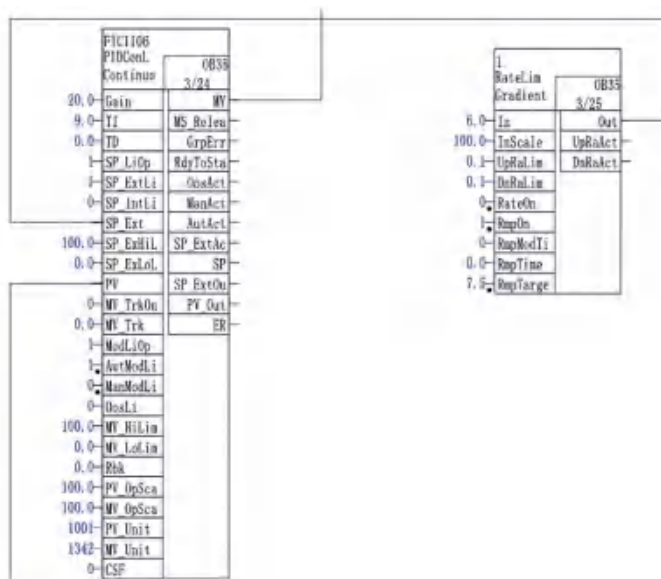 FIC1106
PIDConL
Continuo
OB35
3/24
20.0 Gain MV
9.0 TI MS_Relea
0.0 TD GrpErr
1 SP_LiOp RdyToSta
1 SP_ExtLi OosAct
0 SP_IntLi ManAct
SP_Ext AutAct
100.0 SP_ExHiL SP_ExtAc
0.0 SP_ExLoL SP
PV SP_ExtOu
0 MV_TrkOn PV_Out
0.0 MV_Trk ER
1 ModLiOp
1 AutModLi
0 ManModLi
0 OosLi
100.0 MV_HiLim
0.0 MV_LoLim
0.0 Rbk
100.0 PV_OpSca
100.0 MV_OpSca
1001 PV_Unit
1342 MV_Unit
0 CSF
1
RateLim
Gradient
OB35
3/25
6.0 In Out
100.0 InScale UpRaAct
0.1 UpRaLim DnRaAct
0.1 DnRaLim
0 RateOn
1 RmpOn
0 RmpModTi
0.0 RmpTime
7.5 RmpTarge